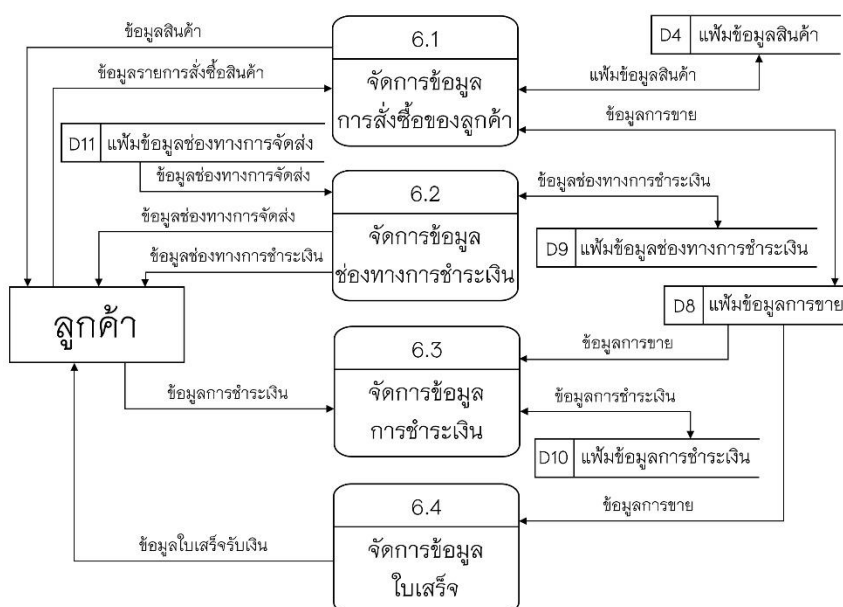 ข้อมูลสินค้า
6.1
D4 แฟ้มข้อมูลสินค้า
ข้อมูลรายการสั่งซื้อสินค้า
จัดการข้อมูล
การสั่งซื้อของลูกค้า
แฟ้มข้อมูลสินค้า
ข้อมูลการขาย
D11 แฟ้มข้อมูลช่องทางการจัดส่ง
ข้อมูลช่องทางการจัดส่ง
6.2
ข้อมูลช่องทางการชำระเงิน
ข้อมูลช่องทางการจัดส่ง
จัดการข้อมูล
ช่องทางการชำระเงิน
D9 แฟ้มข้อมูลช่องทางการชำระเงิน
ข้อมูลช่องทางการชำระเงิน
ลูกค้า
D8 แฟ้มข้อมูลการขาย
6.3
ข้อมูลการขาย
จัดการข้อมูล
การชำระเงิน
ข้อมูลการชำระเงิน
ข้อมูลการชำระเงิน
D10 แฟ้มข้อมูลการชำระเงิน
6.4
ข้อมูลการขาย
ข้อมูลใบเสร็จรับเงิน
จัดการข้อมูล
ใบเสร็จ